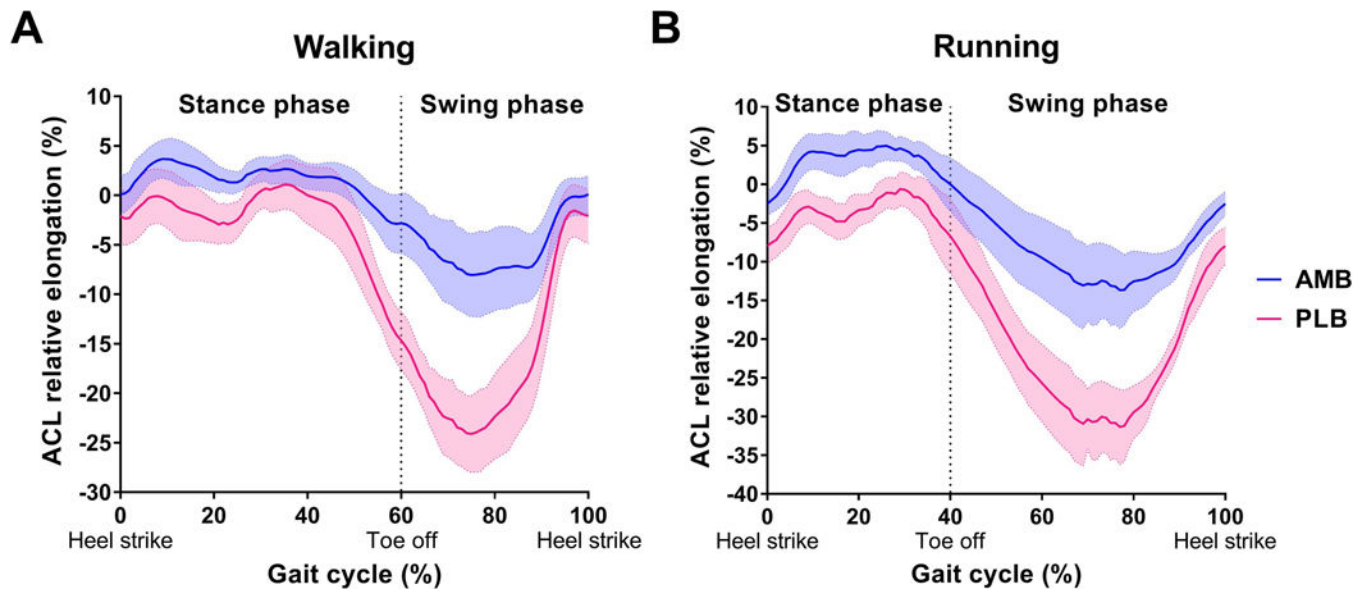 A
Walking
ACL relative elongation (%)
Stance phase
Swing phase
10
5
0
-5
-10
-15
-20
-25
-30
0 20 40 60 80 100
Heel strike Toe off Heel strike
Gait cycle (%)
B
Running
ACL relative elongation (%)
Stance phase
Swing phase
10
5
0
-5
-10
-15
-20
-25
-30
-35
-40
0 20 40 60 80 100
Heel strike Toe off Heel strike
Gait cycle (%)
AMB
PLB